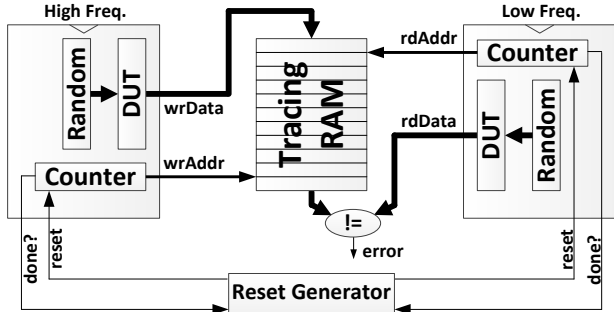 High Freq.
Low Freq.
Random
DUT
wrData
Counter
wrAddr
Tracing
RAM
rdAddr
Counter
rdData
DUT
Random
!=
error
done?
reset
Reset Generator
reset
done?